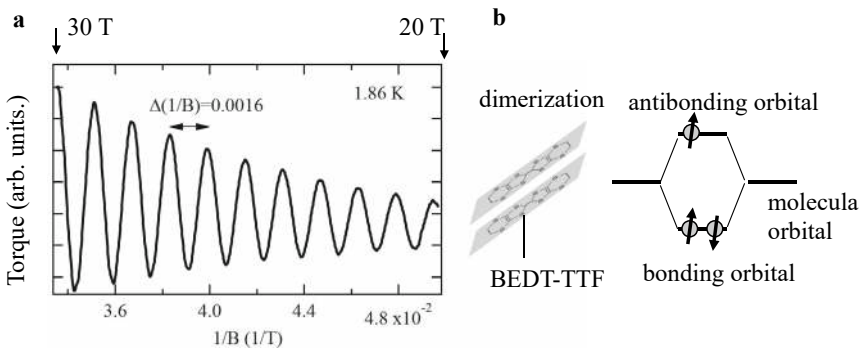 a
30 T
20 T
Δ(1/B)=0.0016
1.86 K
Torque (arb. units.)
3.6
4.0
4.4
4.8 x10⁻²
1/B (1/T)
b
dimerization
BEDT-TTF
antibonding orbital
molecula
orbital
bonding orbital